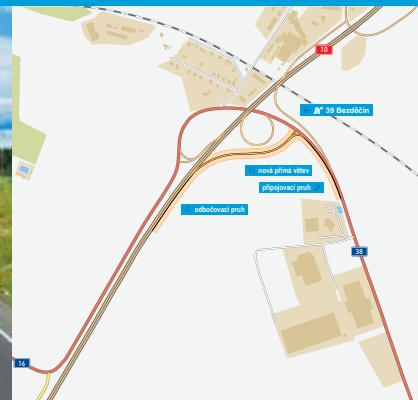 10
39 Bezděčín
nová přímá větev
připojovací pruh
odbočovací pruh
38
16